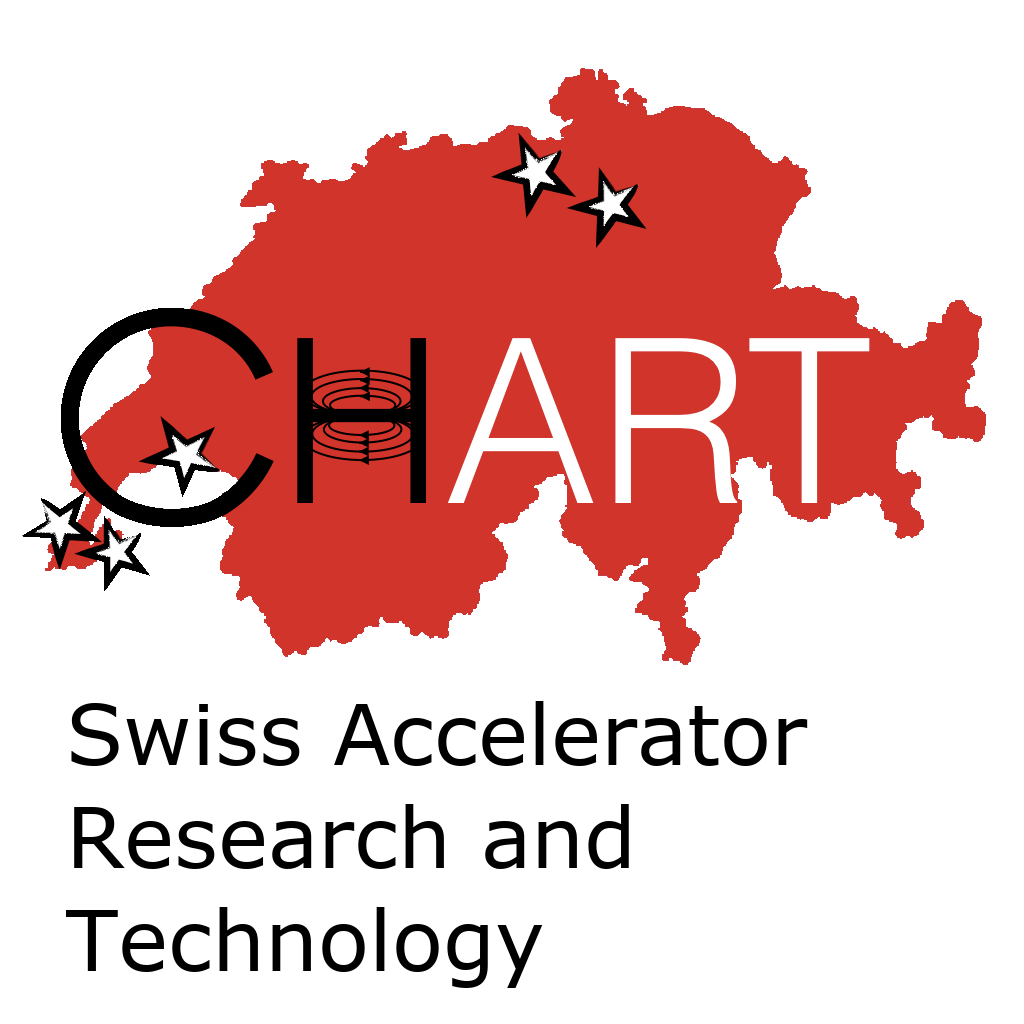 CHART
Swiss Accelerator
Research and
Technology